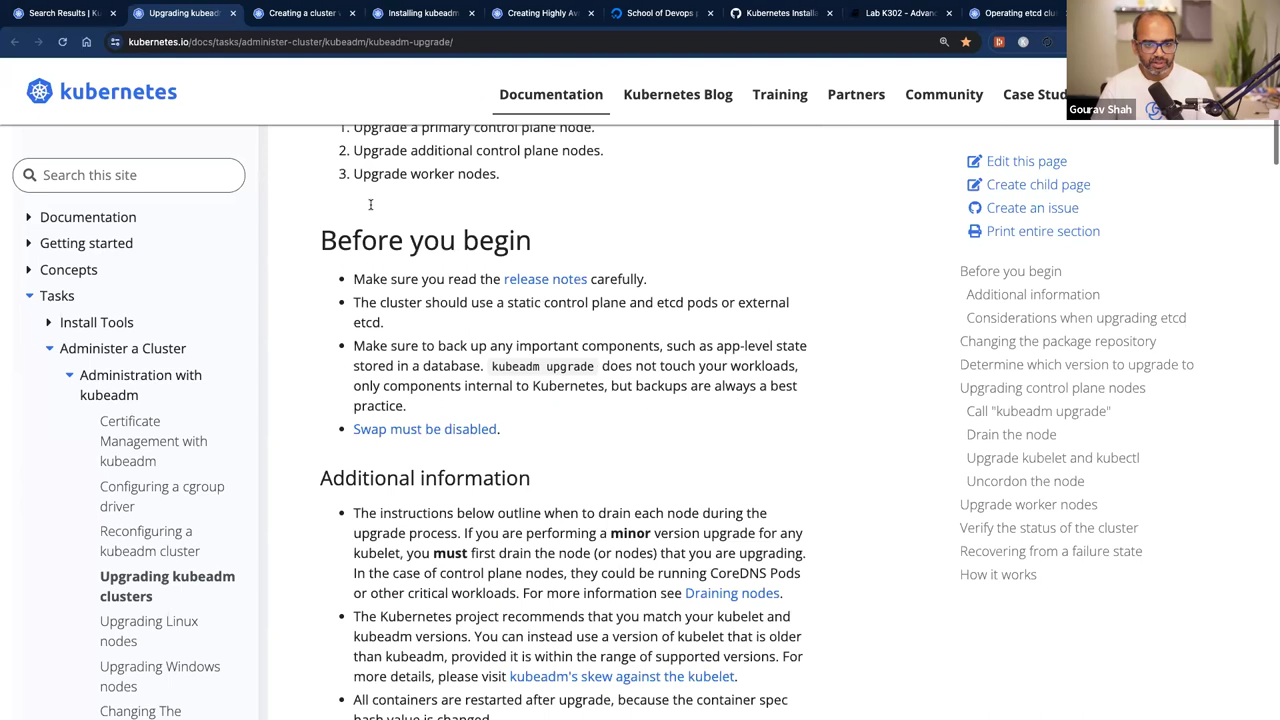 Search Results | Ku
Upgrading kubead
Creating a cluster w
Installing kubeadm
Creating Highly Av
School of Devops
Kubernetes Installa
Lab K302 - Advanc
Operating etcd clu
kubernetes.io/docs/tasks/administer-cluster/kubeadm/kubeadm-upgrade/
kubernetes
Documentation
Kubernetes Blog
Training
Partners
Community
Case Stud
Gourav Shah
Search this site
Documentation
Getting started
Concepts
Tasks
Install Tools
Administer a Cluster
Administration with
kubeadm
Certificate
Management with
kubeadm
Configuring a cgroup
driver
Reconfiguring a
kubeadm cluster
Upgrading kubeadm
clusters
Upgrading Linux
nodes
Upgrading Windows
nodes
Changing The
1. Upgrade a primary control plane node.
2. Upgrade additional control plane nodes.
3. Upgrade worker nodes.
Before you begin
Make sure you read the release notes carefully.
The cluster should use a static control plane and etcd pods or external
etcd.
Make sure to back up any important components, such as app-level state
stored in a database. kubeadm upgrade does not touch your workloads,
only components internal to Kubernetes, but backups are always a best
practice.
Swap must be disabled.
Additional information
The instructions below outline when to drain each node during the
upgrade process. If you are performing a minor version upgrade for any
kubelet, you must first drain the node (or nodes) that you are upgrading.
In the case of control plane nodes, they could be running CoreDNS Pods
or other critical workloads. For more information see Draining nodes.
The Kubernetes project recommends that you match your kubelet and
kubeadm versions. You can instead use a version of kubelet that is older
than kubeadm, provided it is within the range of supported versions. For
more details, please visit kubeadm's skew against the kubelet.
All containers are restarted after upgrade, because the container spec
hash value is changed.
Edit this page
Create child page
Create an issue
Print entire section
Before you begin
Additional information
Considerations when upgrading etcd
Changing the package repository
Determine which version to upgrade to
Upgrading control plane nodes
Call "kubeadm upgrade"
Drain the node
Upgrade kubelet and kubectl
Uncordon the node
Upgrade worker nodes
Verify the status of the cluster
Recovering from a failure state
How it works